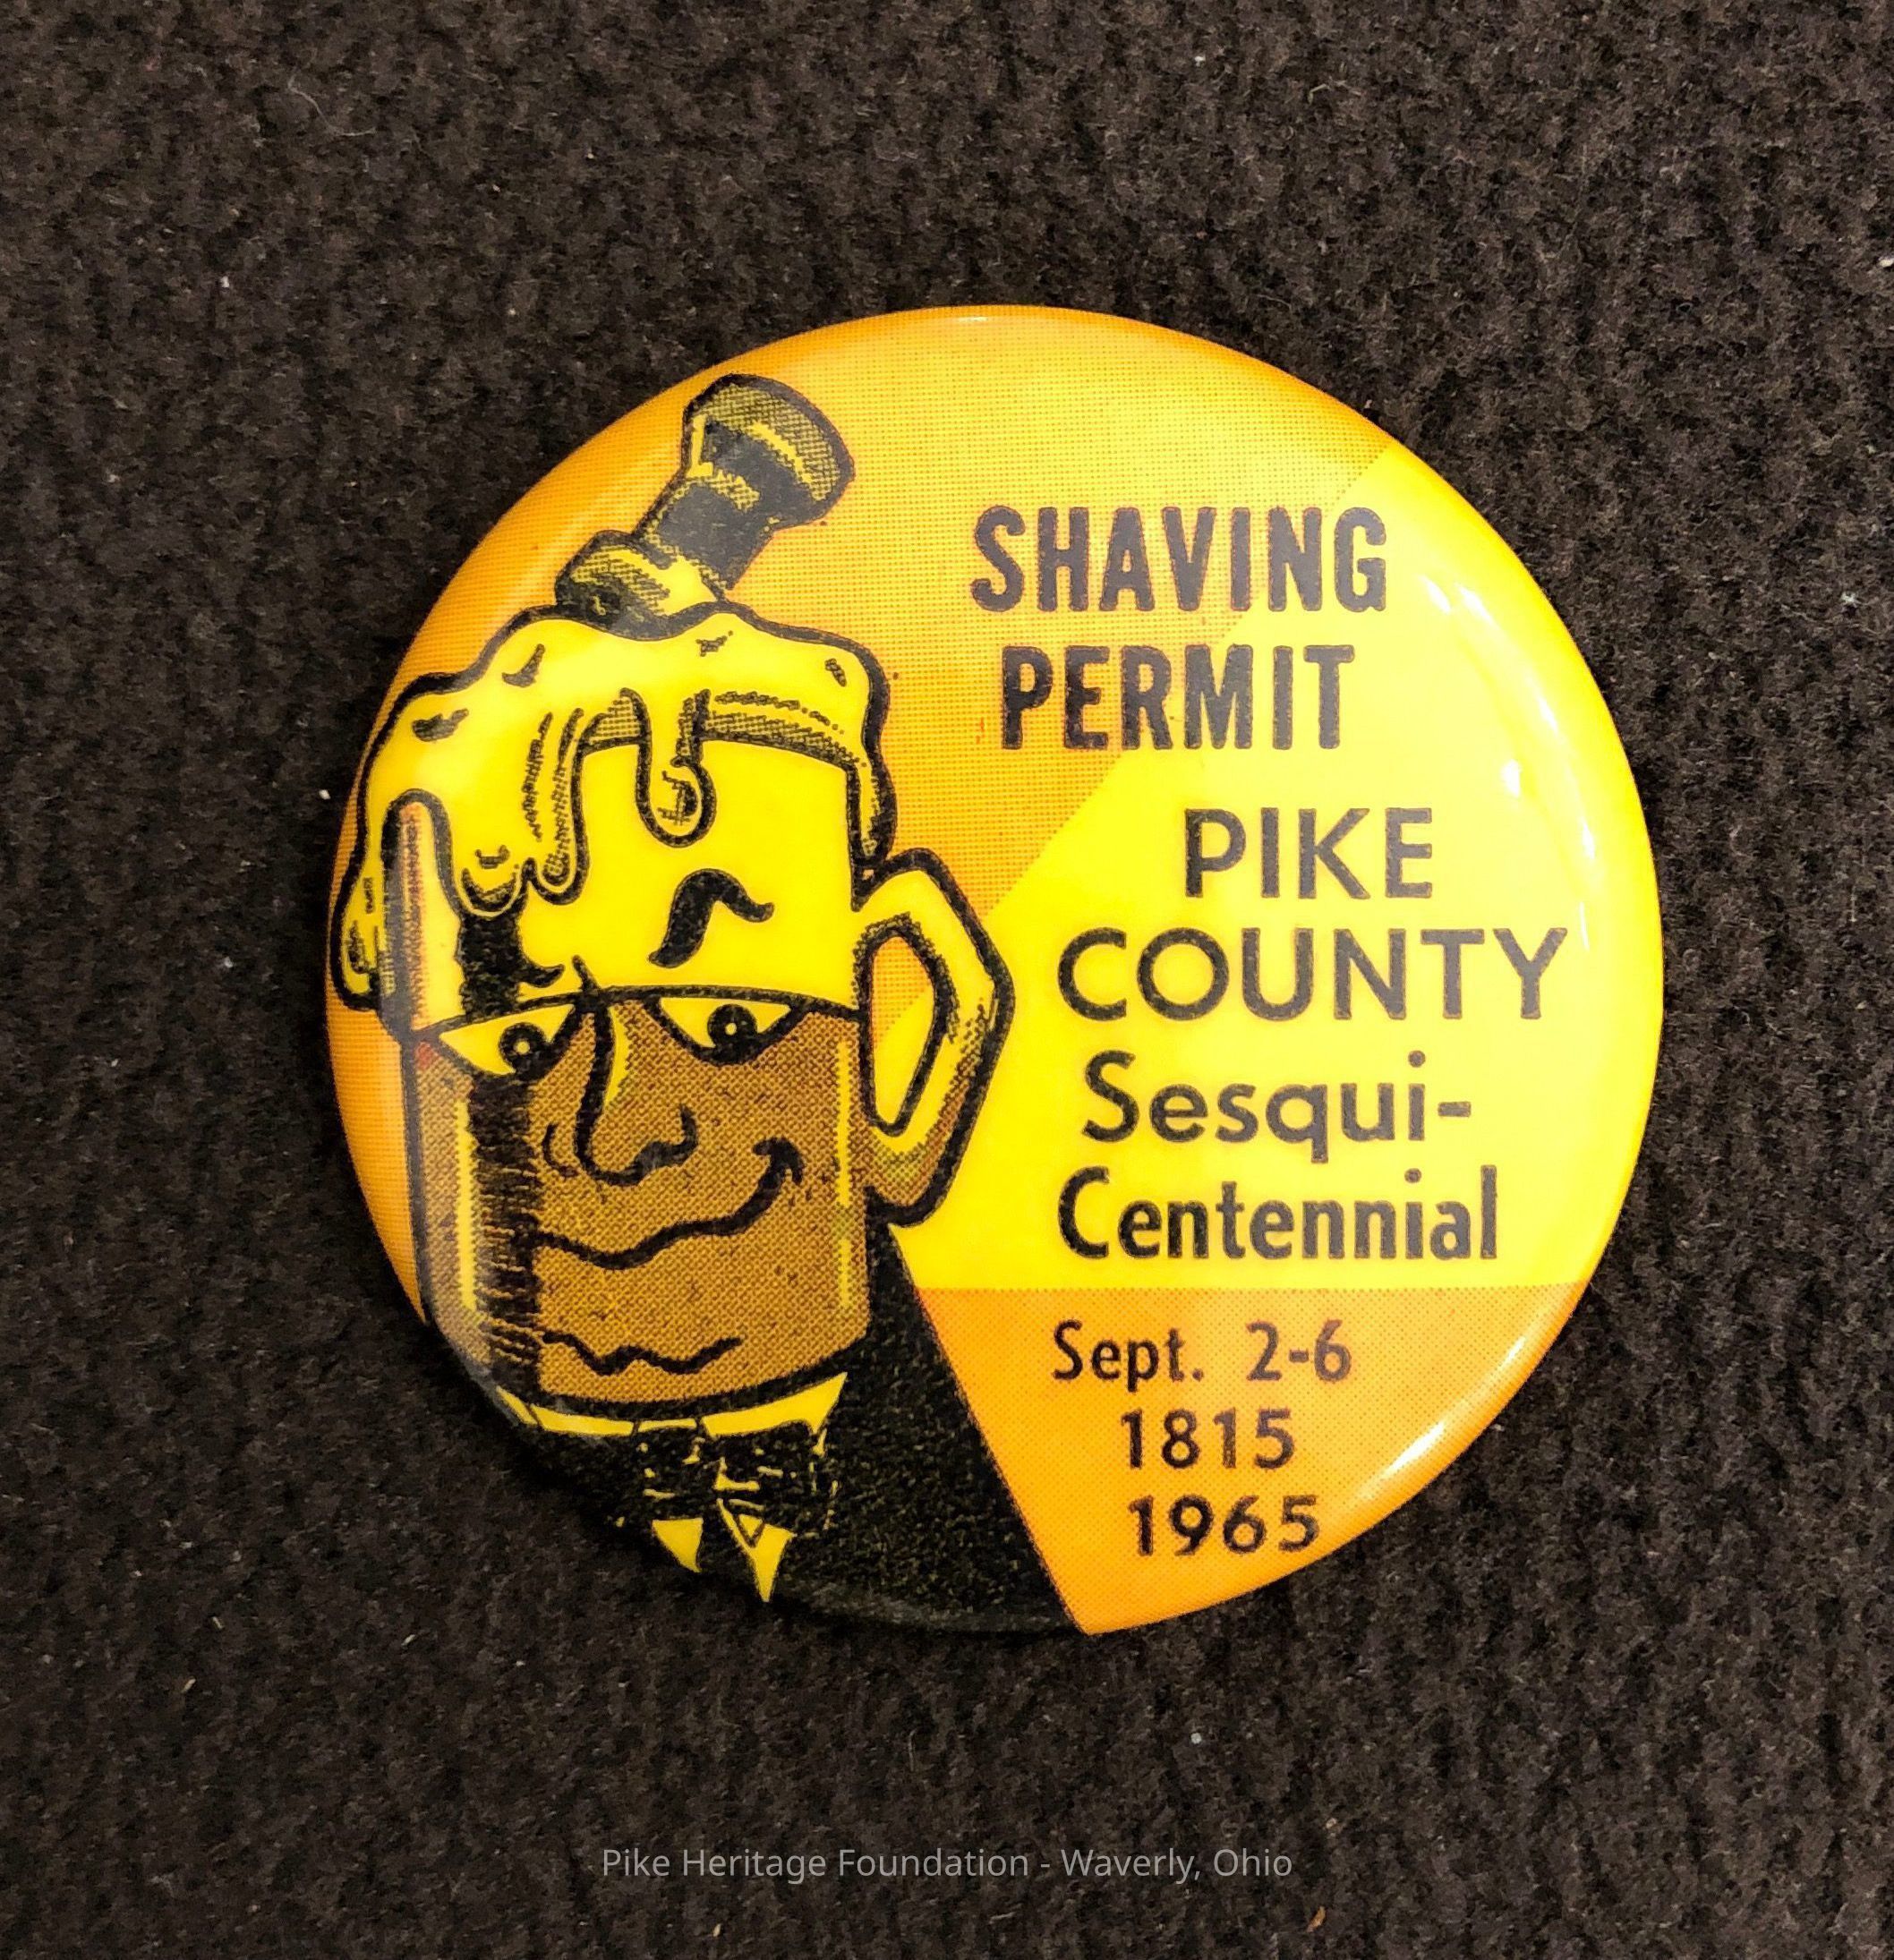 SHAVING
PERMIT
PIKE
COUNTY
Sesqui-
Centennial
Sept. 2-6
1815
1965
Pike Heritage Foundation - Waverly, Ohio